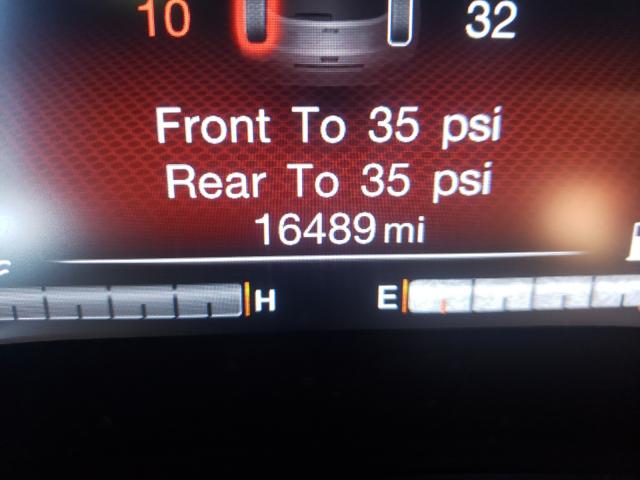 10 32
Front To 35 psi
Rear To 35 psi
16489 mi
H E